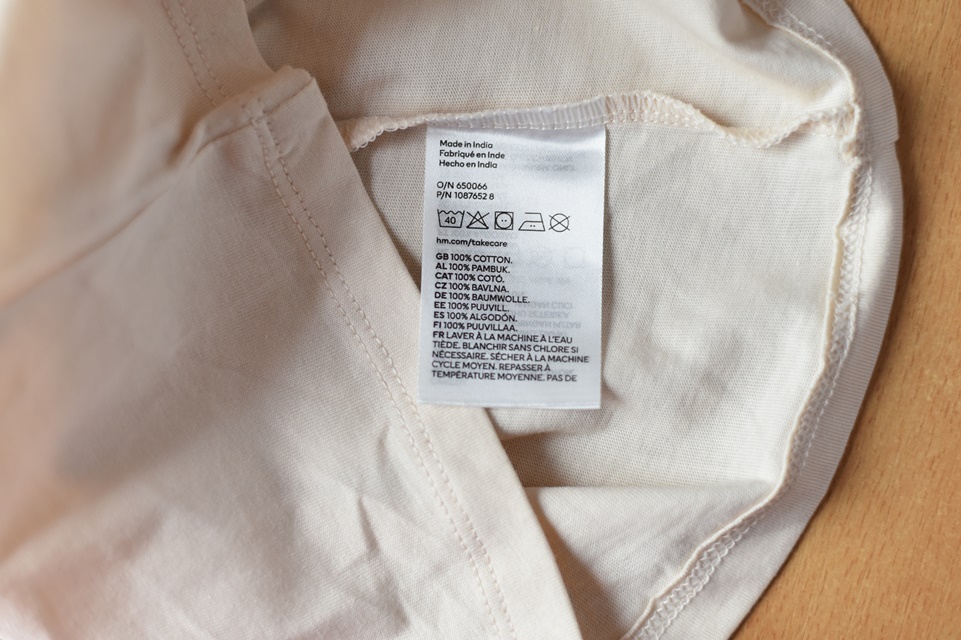 Made in India
Fabriqué en Inde
Hecho en India
O/N 650066
P/N 1087652 8
40
hm.com/takecare
GB 100% COTTON.
AL 100% PAMBUK.
CAT 100% COTÓ.
CZ 100% BAVLNA.
DE 100% BAUMWOLLE.
EE 100% PUUVILL.
ES 100% ALGODÓN.
FI 100% PUUVILLAA.
FR LAVER À LA MACHINE À L'EAU
TIÈDE. BLANCHIR SANS CHLORE SI
NÉCESSAIRE. SÉCHER À LA MACHINE
CYCLE MOYEN. REPASSER À
TEMPÉRATURE MOYENNE. PAS DE